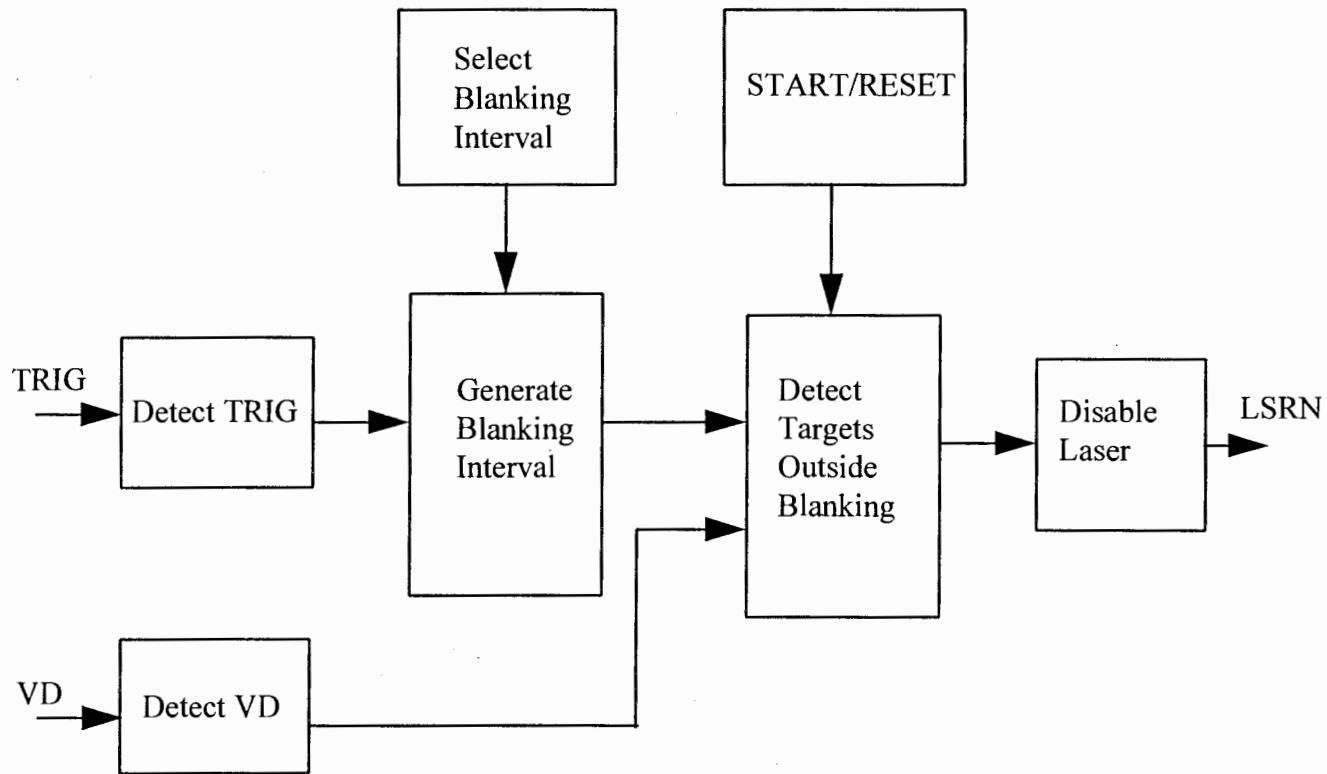 Select
Blanking
Interval
START/RESET
TRIG
Detect TRIG
Generate
Blanking
Interval
Detect
Targets
Outside
Blanking
Disable
Laser
LSRN
VD
Detect VD